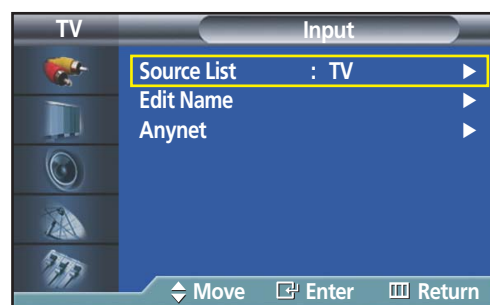 TV Input
Source List : TV
Edit Name
Anynet
Move Enter Return